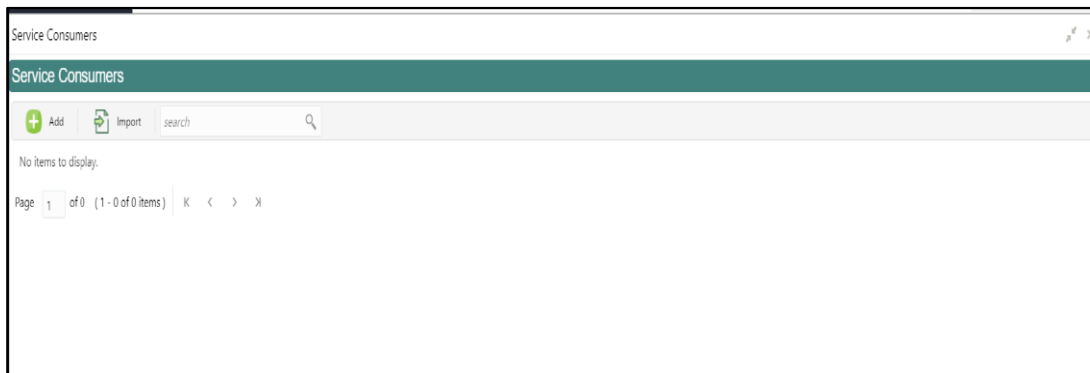 Service Consumers
Service Consumers
Add Import search
No items to display.
Page 1 of 0 (1 - 0 of 0 items) K < > >|